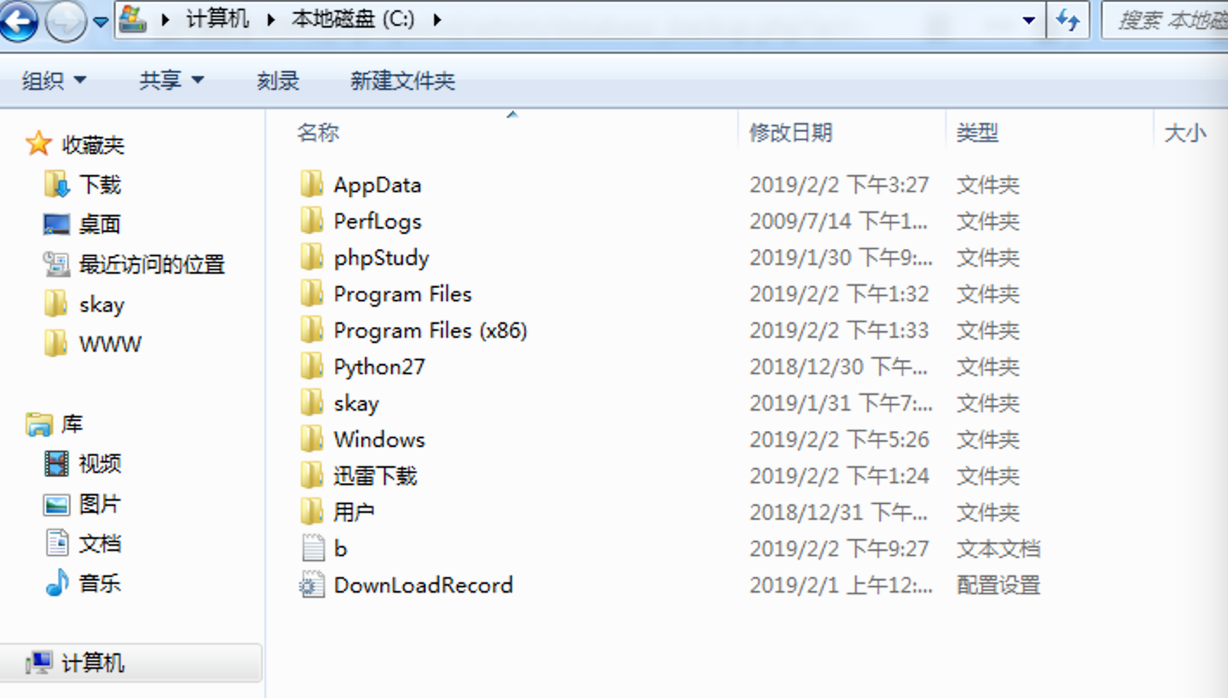 计算机 本地磁盘 (C:) 搜索 本地磁
组织 共享 刻录 新建文件夹
收藏夹
下载
桌面
最近访问的位置
skay
WWW
库
视频
图片
文档
音乐
计算机
名称 修改日期 类型 大小
AppData 2019/2/2 下午3:27 文件夹
PerfLogs 2009/7/14 下午1... 文件夹
phpStudy 2019/1/30 下午9:... 文件夹
Program Files 2019/2/2 下午1:32 文件夹
Program Files (x86) 2019/2/2 下午1:33 文件夹
Python27 2018/12/30 下午... 文件夹
skay 2019/1/31 下午7:... 文件夹
Windows 2019/2/2 下午5:26 文件夹
迅雷下载 2019/2/2 下午1:24 文件夹
用户 2018/12/31 下午... 文件夹
b 2019/2/2 下午9:27 文本文档
DownLoadRecord 2019/2/1 上午12:... 配置设置